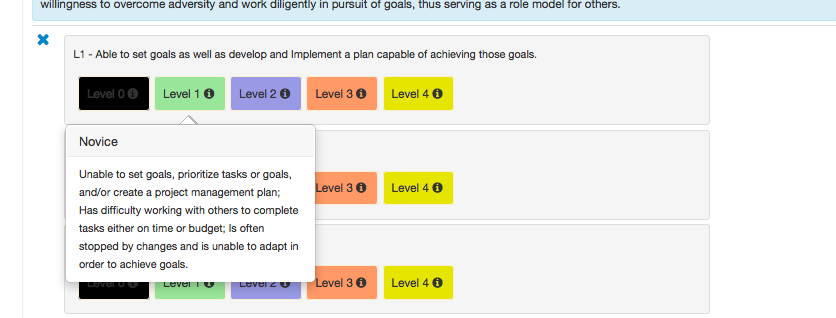 willingness to overcome adversity and work diligently in pursuit of goals, thus serving as a role model for others.
L1 - Able to set goals as well as develop and Implement a plan capable of achieving those goals.
Level 0 Level 1 Level 2 Level 3 Level 4
Novice
Unable to set goals, prioritize tasks or goals,
and/or create a project management plan;
Has difficulty working with others to complete
tasks either on time or budget; Is often
stopped by changes and is unable to adapt in
order to achieve goals.
Level 3 Level 4
Level 0 Level 1 Level 2 Level 3 Level 4